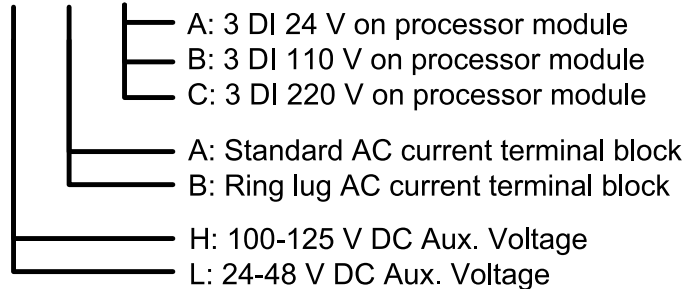 A: 3 DI 24 V on processor module
B: 3 DI 110 V on processor module
C: 3 DI 220 V on processor module
A: Standard AC current terminal block
B: Ring lug AC current terminal block
H: 100-125 V DC Aux. Voltage
L: 24-48 V DC Aux. Voltage